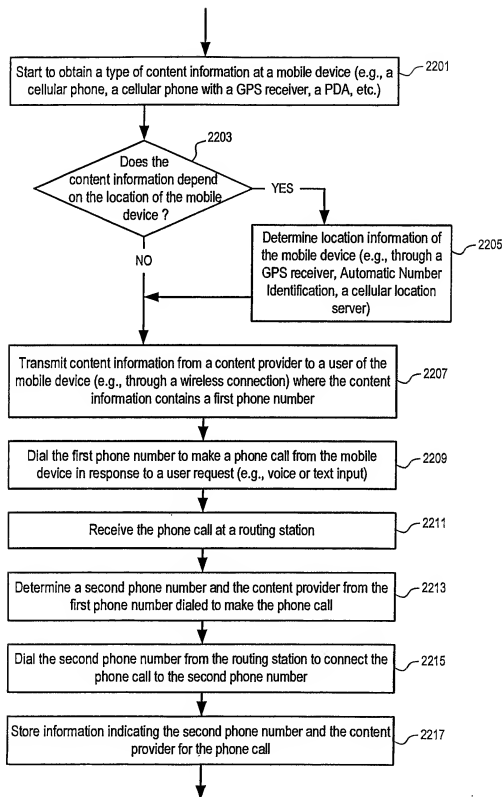 Start to obtain a type of content information at a mobile device (e.g., a
cellular phone, a cellular phone with a GPS receiver, a PDA, etc.)
2201
2203
Does the
content information depend
on the location of the mobile
device ?
YES
NO
Determine location information of
the mobile device (e.g., through a
GPS receiver, Automatic Number
Identification, a cellular location
server)
2205
Transmit content information from a content provider to a user of the
mobile device (e.g., through a wireless connection) where the content
information contains a first phone number
2207
Dial the first phone number to make a phone call from the mobile
device in response to a user request (e.g., voice or text input)
2209
Receive the phone call at a routing station
2211
Determine a second phone number and the content provider from the
first phone number dialed to make the phone call
2213
Dial the second phone number from the routing station to connect the
phone call to the second phone number
2215
Store information indicating the second phone number and the content
provider for the phone call
2217